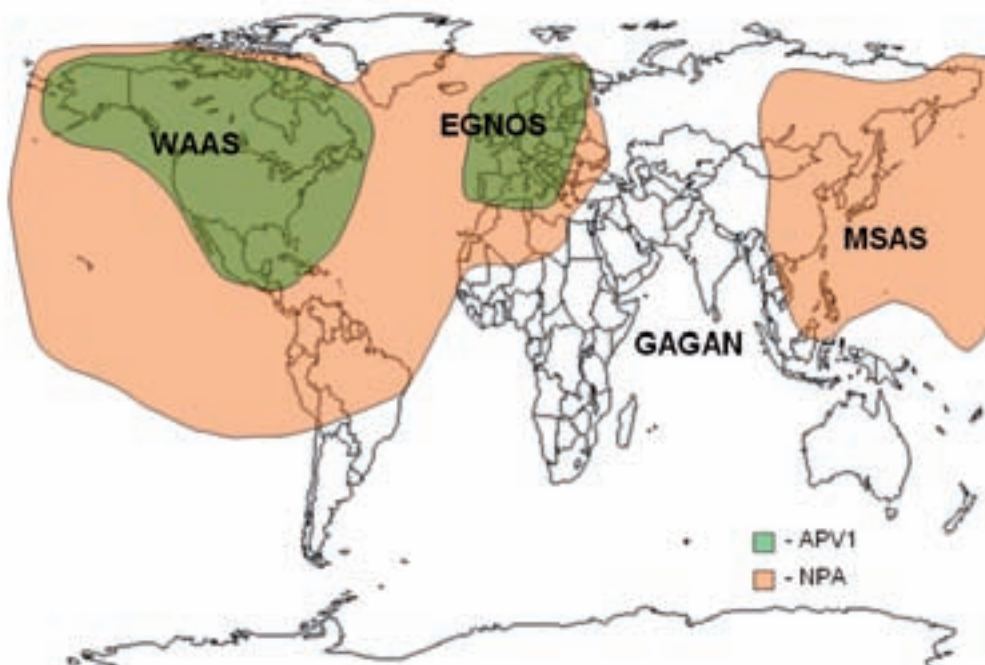 WAAS
EGNOS
MSAS
GAGAN
- APV1
- NPA